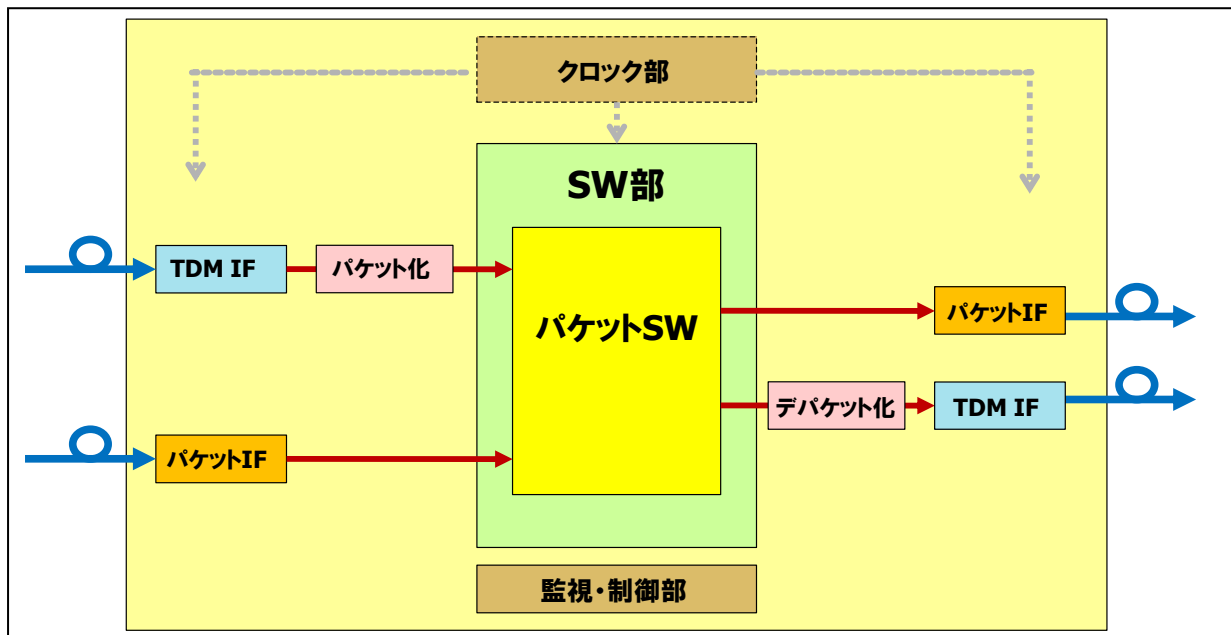 クロック部
SW部
TDM IF
パケット化
パケットSW
パケットIF
デパケット化
TDM IF
パケットIF
監視・制御部